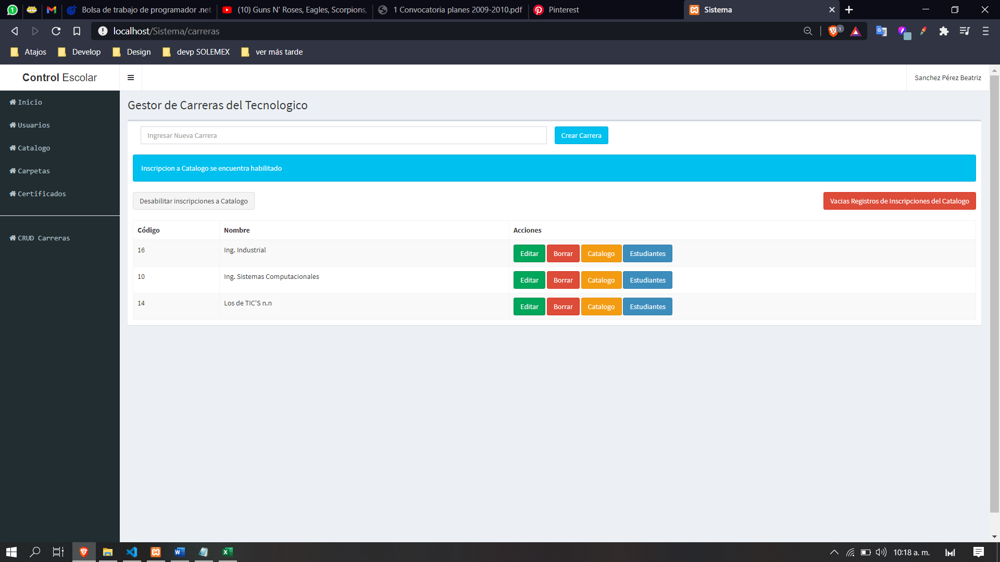 1
Bolsa de trabajo de programador .net
(10) Guns N' Roses, Eagles, Scorpions,
1 Convocatoria planes 2009-2010.pdf
Pinterest
Sistema
localhost/Sistema/carreras
1
Atajos
Develop
Design
devp SOLEMEX
ver más tarde
Control Escolar
Sanchez Pérez Beatriz
Inicio
Usuarios
Catalogo
Carpetas
Certificados
CRUD Carreras
Gestor de Carreras del Tecnologico
Ingresar Nueva Carrera
Crear Carrera
Inscripcion a Catalogo se encuentra habilitado
Desabilitar inscripciones a Catalogo
Vacias Registros de Inscripciones del Catalogo
Código Nombre Acciones
16 Ing. Industrial Editar Borrar Catalogo Estudiantes
10 Ing. Sistemas Computacionales Editar Borrar Catalogo Estudiantes
14 Los de TIC'S n.n Editar Borrar Catalogo Estudiantes
10:18 a. m.